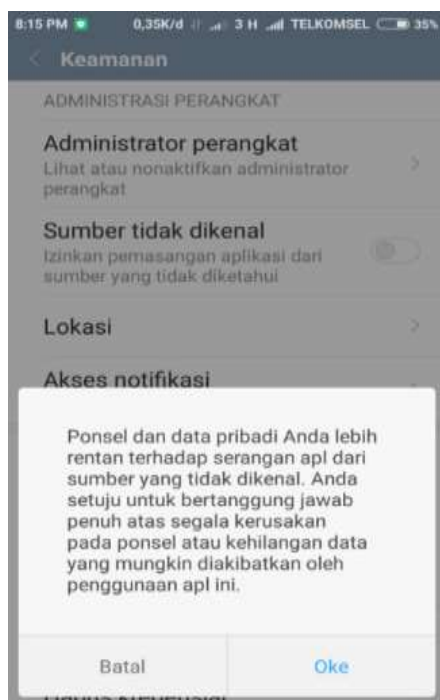 8:15 PM 0,35K/d 3 H TELKOMSEL 35%
Keamanan
ADMINISTRASI PERANGKAT
Administrator perangkat
Lihat atau nonaktifkan administrator
perangkat
Sumber tidak dikenal
Izinkan pemasangan aplikasi dari
sumber yang tidak diketahui
Lokasi
Akses notifikasi
Ponsel dan data pribadi Anda lebih
rentan terhadap serangan apl dari
sumber yang tidak dikenal. Anda
setuju untuk bertanggung jawab
penuh atas segala kerusakan
pada ponsel atau kehilangan data
yang mungkin diakibatkan oleh
penggunaan apl ini.
Batal Oke